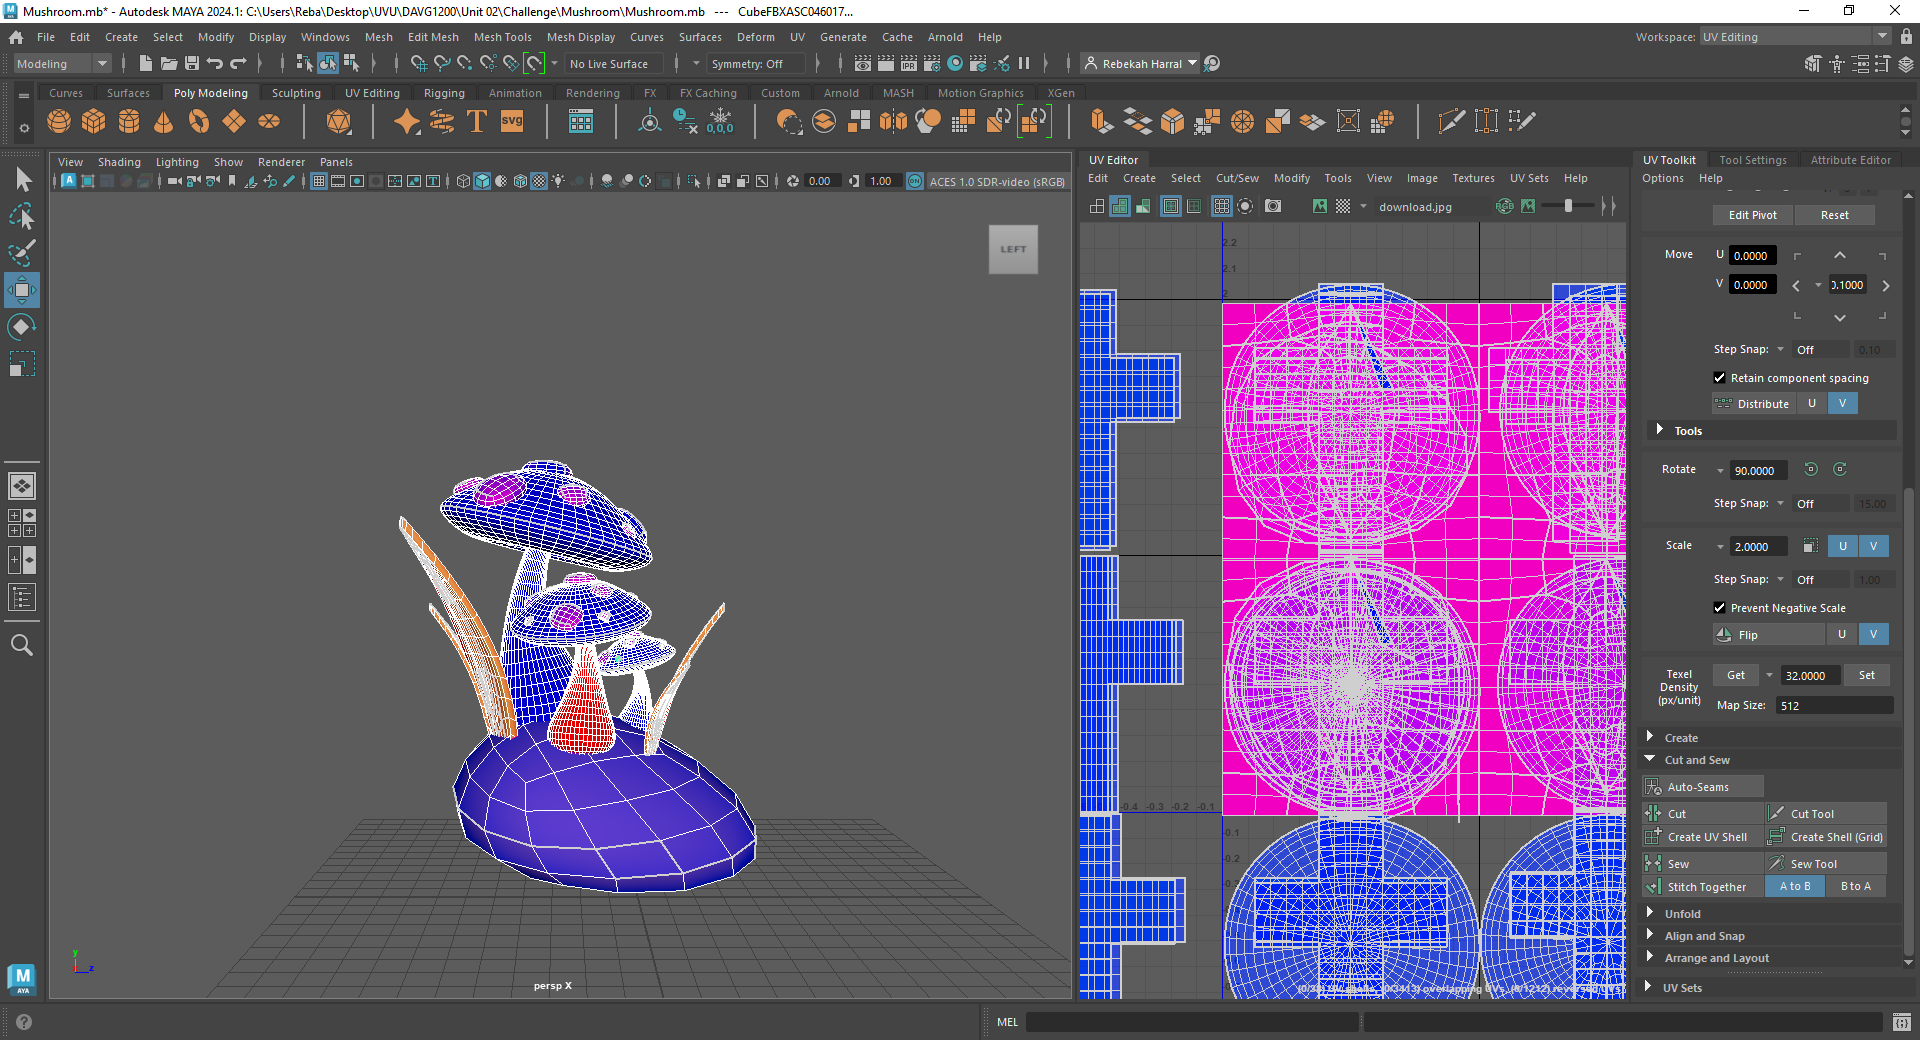 Mushroom.mb* - Autodesk MAYA 2024.1: C:\Users\Reba\Desktop\UVU\DAVG1200\Unit 02\Challenge\Mushroom\Mushroom.mb --- CubeFBXASC046017...
File Edit Create Select Modify Display Windows Mesh Edit Mesh Mesh Tools Mesh Display Curves Surfaces Deform UV Generate Cache Arnold Help
Workspace: UV Editing
Modeling No Live Surface Symmetry: Off Rebekah Harral
Curves Surfaces Poly Modeling Sculpting UV Editing Rigging Animation Rendering FX FX Caching Custom Arnold MASH Motion Graphics XGen
View Shading Lighting Show Renderer Panels
0.00 1.00 ACES 1.0 SDR-video (sRGB)
LEFT
persp X
y
z
UV Editor
Edit Create Select Cut/Sew Modify Tools View Image Textures UV Sets Help
download.jpg
2.2
2.1
2
-0.4 -0.3 -0.2 -0.1
-0.1
-0.2
UV Toolkit Tool Settings Attribute Editor
Options Help
Edit Pivot Reset
Move U 0.0000
V 0.0000 0.1000
Step Snap: Off 0.10
Retain component spacing
Distribute U V
Tools
Rotate 90.0000
Step Snap: Off 15.00
Scale 2.0000 U V
Step Snap: Off 1.00
Prevent Negative Scale
Flip U V
Texel Density (px/unit) Get 32.0000 Set
Map Size: 512
Create
Cut and Sew
Auto-Seams
Cut Cut Tool
Create UV Shell Create Shell (Grid)
Sew Sew Tool
Stitch Together A to B B to A
Unfold
Align and Snap
Arrange and Layout
UV Sets
M
AYA
MEL